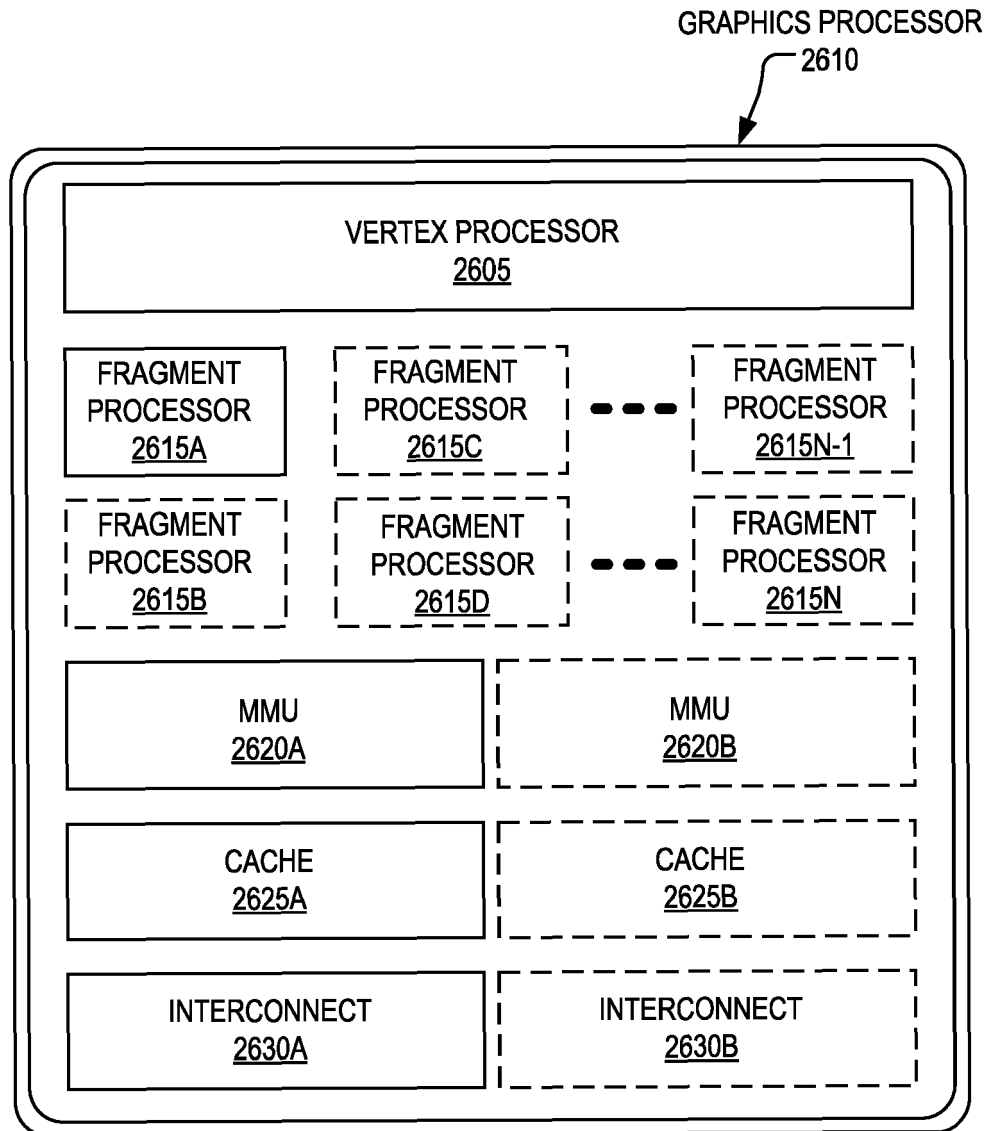 GRAPHICS PROCESSOR
2610
VERTEX PROCESSOR
2605
FRAGMENT
PROCESSOR
2615A
FRAGMENT
PROCESSOR
2615C
FRAGMENT
PROCESSOR
2615N-1
FRAGMENT
PROCESSOR
2615B
FRAGMENT
PROCESSOR
2615D
FRAGMENT
PROCESSOR
2615N
MMU
2620A
MMU
2620B
CACHE
2625A
CACHE
2625B
INTERCONNECT
2630A
INTERCONNECT
2630B